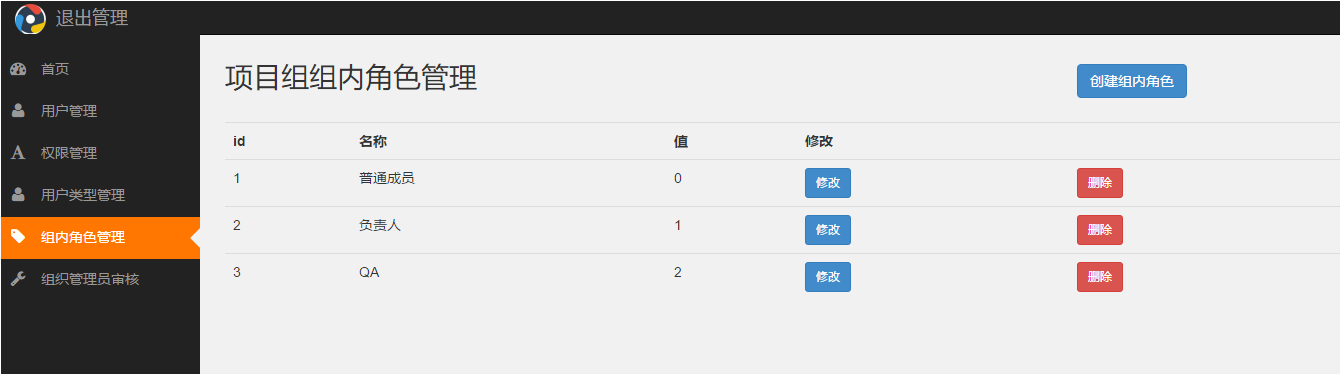 退出管理
首页
用户管理
权限管理
用户类型管理
组内角色管理
组织管理员审核
项目组组内角色管理
创建组内角色
id 名称 值 修改
1 普通成员 0 修改 删除
2 负责人 1 修改 删除
3 QA 2 修改 删除